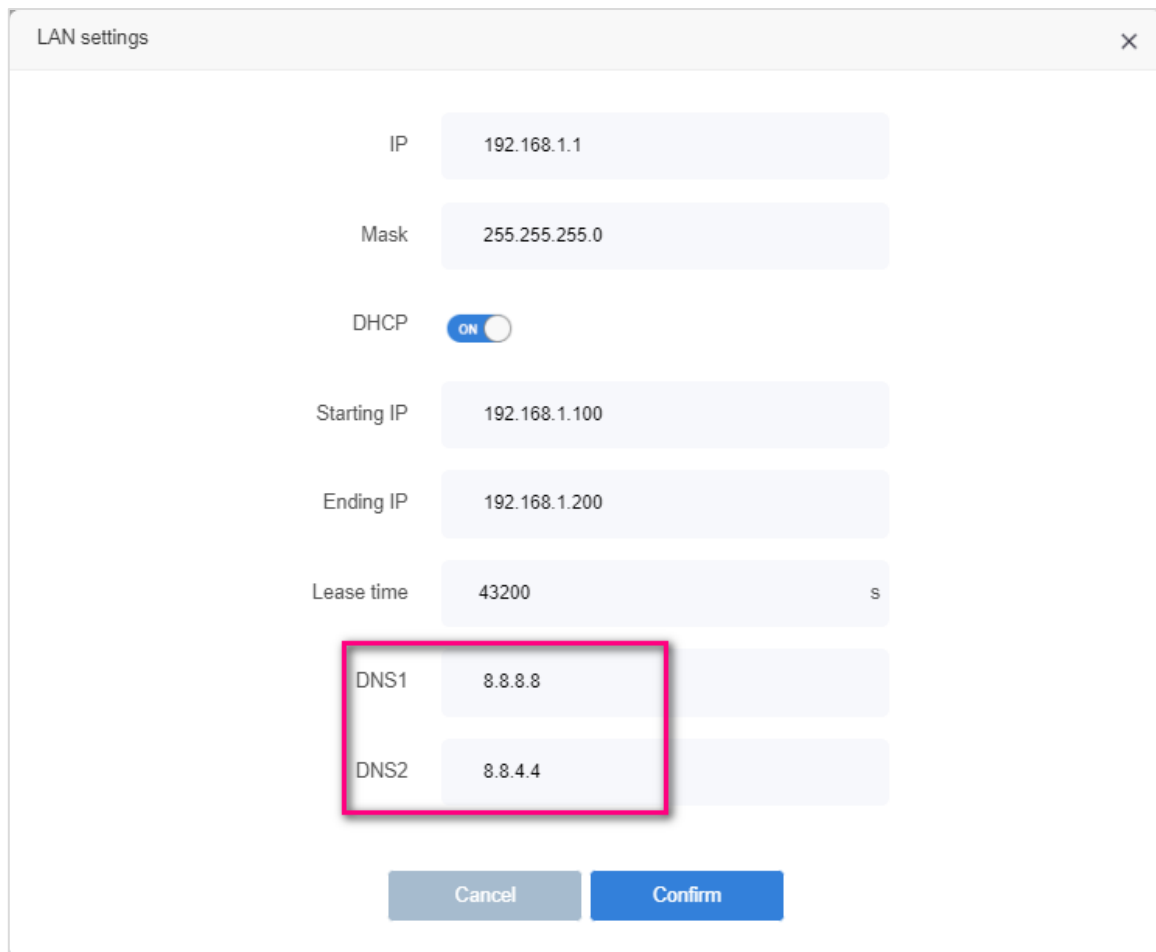 LAN settings
IP 192.168.1.1
Mask 255.255.255.0
DHCP ON
Starting IP 192.168.1.100
Ending IP 192.168.1.200
Lease time 43200 s
DNS1 8.8.8.8
DNS2 8.8.4.4
Cancel Confirm